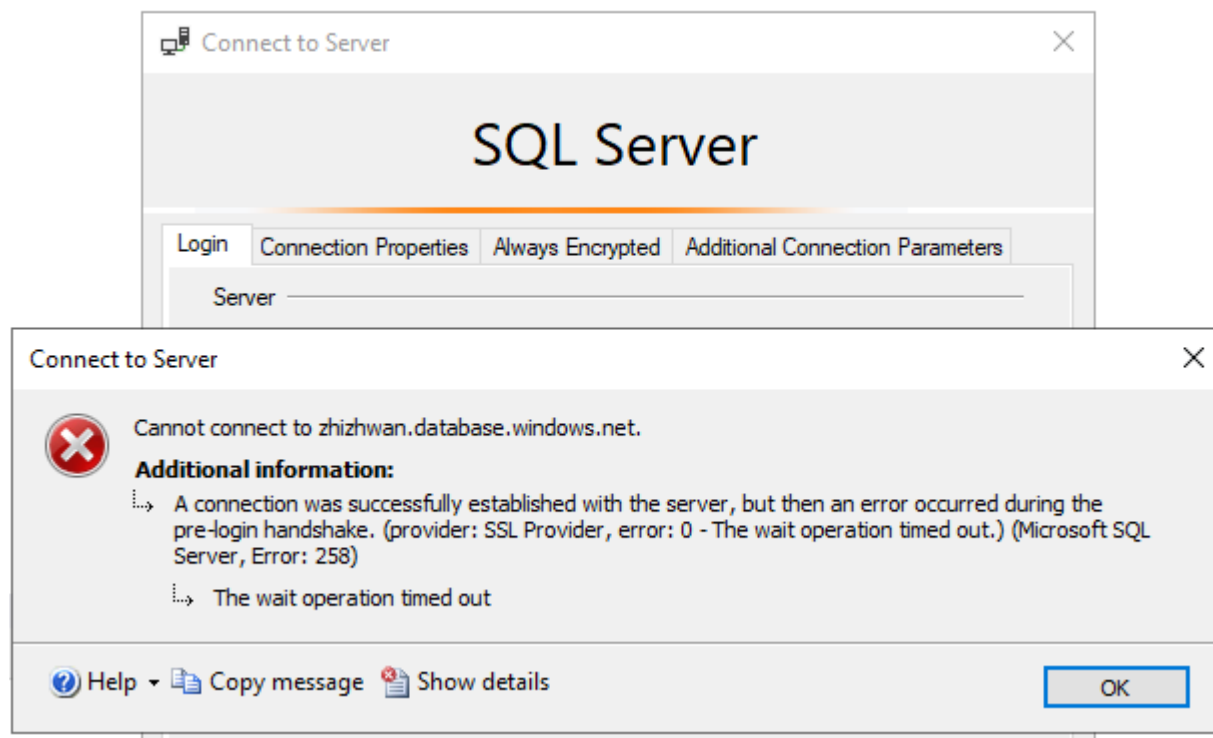 Connect to Server
SQL Server
Login Connection Properties Always Encrypted Additional Connection Parameters
Server
Connect to Server
Cannot connect to zhizhwan.database.windows.net.
Additional information:
A connection was successfully established with the server, but then an error occurred during the
pre-login handshake. (provider: SSL Provider, error: 0 - The wait operation timed out.) (Microsoft SQL
Server, Error: 258)
The wait operation timed out
Help Copy message Show details OK